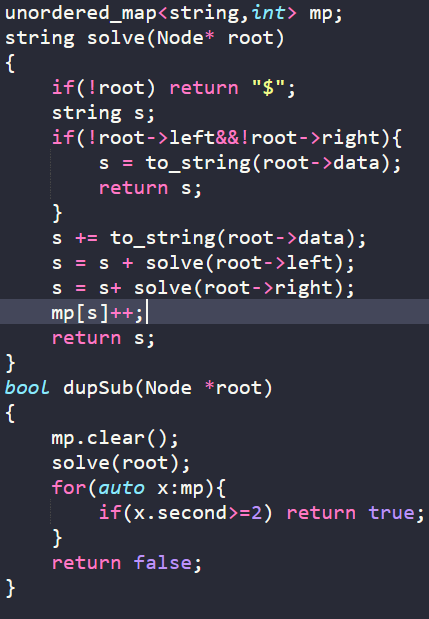 unordered_map<string,int> mp;
string solve(Node* root)
{
    if(!root) return "$";
    string s;
    if(!root->left&&!root->right){
        s = to_string(root->data);
        return s;
    }
    s += to_string(root->data);
    s = s + solve(root->left);
    s = s+ solve(root->right);
    mp[s]++;
    return s;
}
bool dupSub(Node *root)
{
    mp.clear();
    solve(root);
    for(auto x:mp){
        if(x.second>=2) return true;
    }
    return false;
}